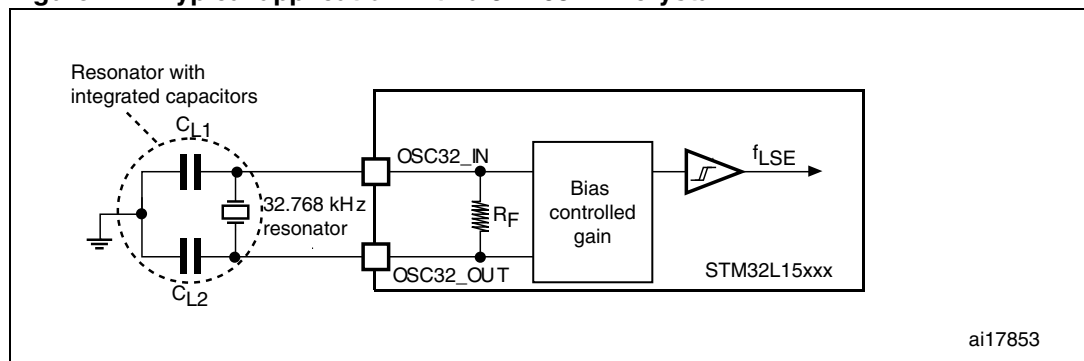 Resonator with
integrated capacitors
CL1
OSC32_IN
fLSE
32.768 kHz
resonator
RF
Bias
controlled
gain
OSC32_OUT
STM32L15xxx
CL2
ai17853